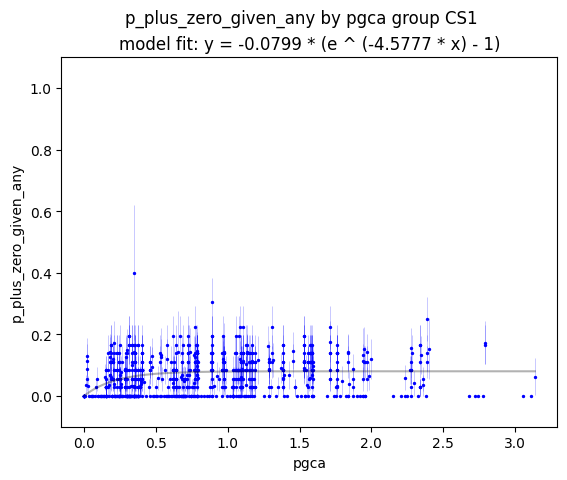 p_plus_zero_given_any by pgca group CS1
model fit: y = -0.0799 * (e ^ (-4.5777 * x) - 1)
1.0
0.8
0.6
0.4
0.2
0.0
p_plus_zero_given_any
0.0 0.5 1.0 1.5 2.0 2.5 3.0
pgca